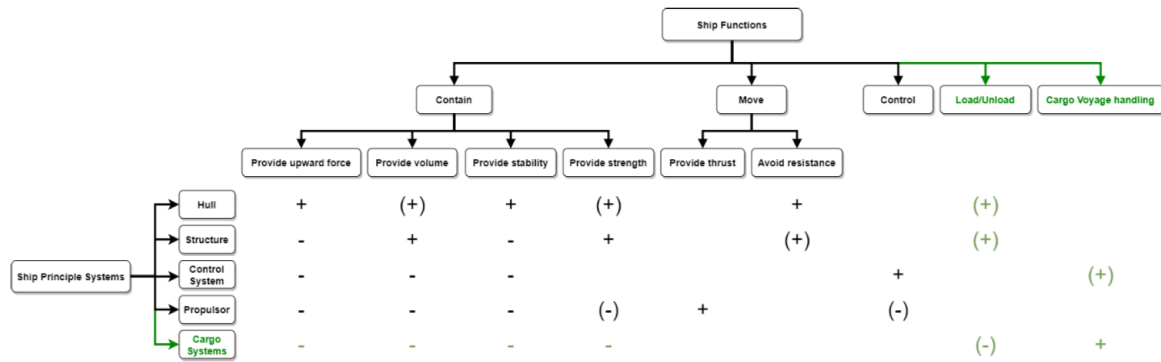 Ship Functions
Contain Move Control Load/Unload Cargo Voyage handling
Provide upward force Provide volume Provide stability Provide strength Provide thrust Avoid resistance
Hull + (+) + (+) + (+)
Structure - + - + (+) (+)
Ship Principle Systems
Control
System - - - + (+)
Propulsor - - - (-) + (-)
Cargo
Systems - - - - (-) +